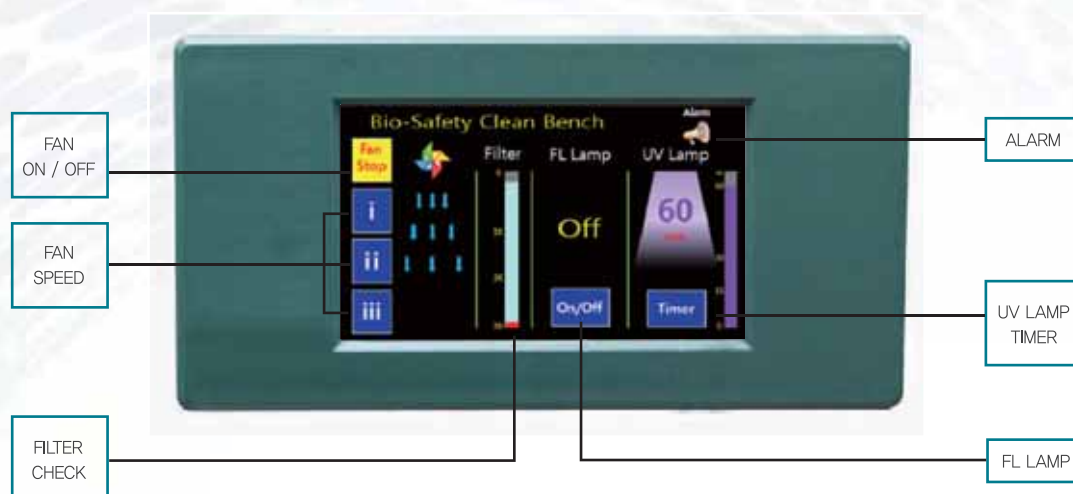 FAN
ON / OFF
FAN
SPEED
FILTER
CHECK
Bio-Safety Clean Bench
Alarm
Fan
Stop
Filter
FL Lamp
UV Lamp
i
ii
iii
Off
60
On/Off
Timer
ALARM
UV LAMP
TIMER
FL LAMP